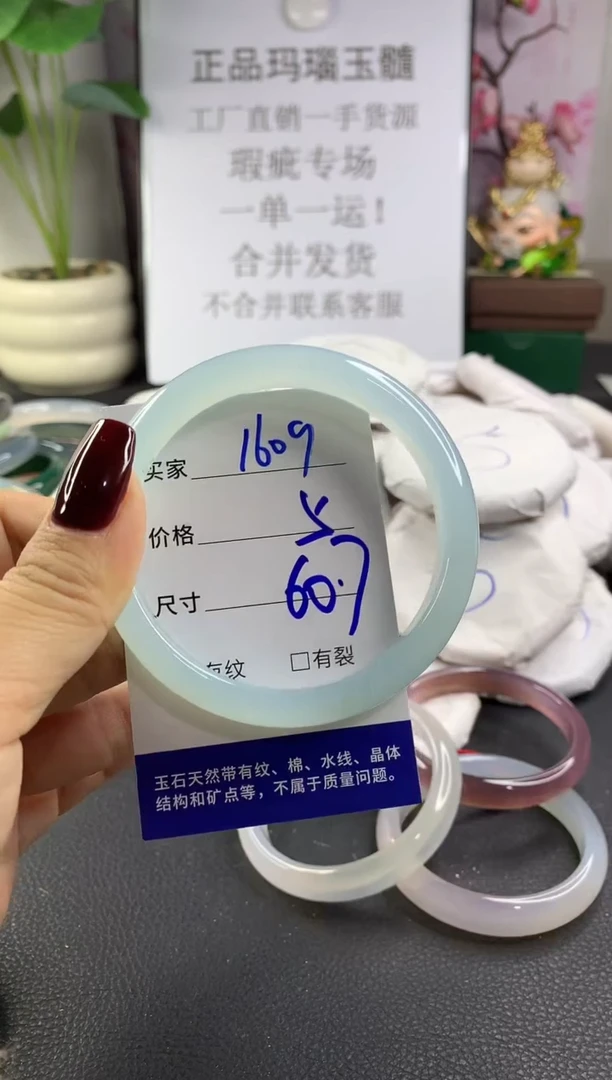 正品玛瑙玉髓
工厂直销一手货源
瑕疵专场
一单一运！
合并发货
不合并联系客服
买家 1609
价格
尺寸 60.7
有纹 □有裂
玉石天然带有纹、棉、水线、晶体
结构和矿点等，不属于质量问题。